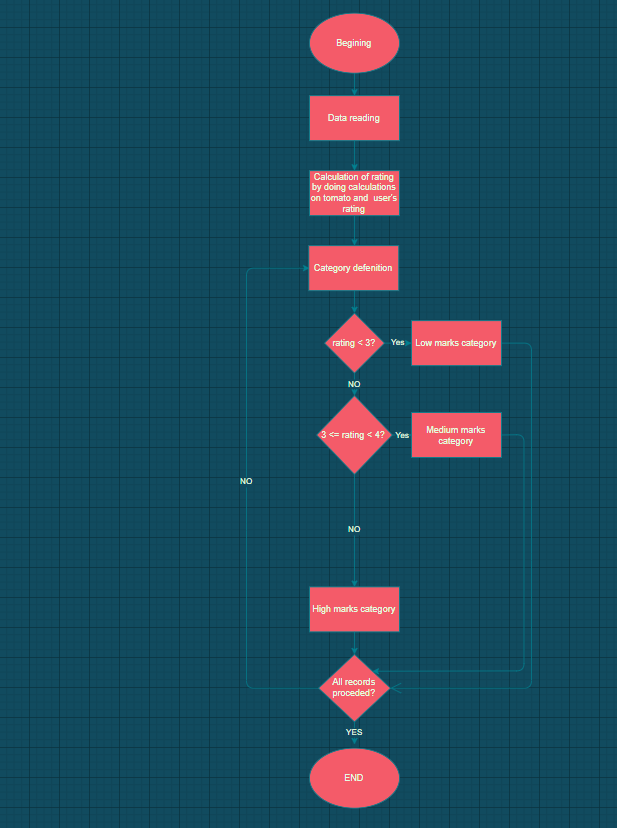 Begining
Data reading
Calculation of rating
by doing calculations
on tomato and user's
rating
Category defenition
rating < 3?
Yes
Low marks category
NO
3 <= rating < 4?
Yes
Medium marks
category
NO
NO
High marks category
All records
proceded?
YES
END